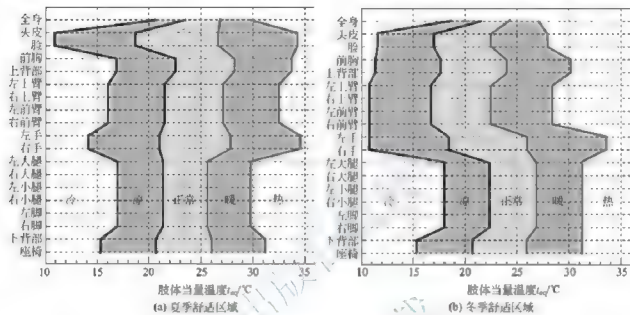 全身
头皮
脸
前胸
上背部
左上臂
右上臂
左前臂
右前臂
左手
右手
左大腿
右大腿
左小腿
右小腿
左脚
右脚
下背部
座椅
冷 凉 正常 暖 热
10 15 20 25 30
肢体当量温度teq/℃
(a) 夏季舒适区域
全身
头皮
脸
前胸
上背部
左上臂
右上臂
左前臂
右前臂
左手
右手
左大腿
右大腿
左小腿
右小腿
左脚
右脚
下背部
座椅
冷 凉 正常 暖 热
10 15 20 25 30 35
肢体当量温度teq/℃
(b) 冬季舒适区域